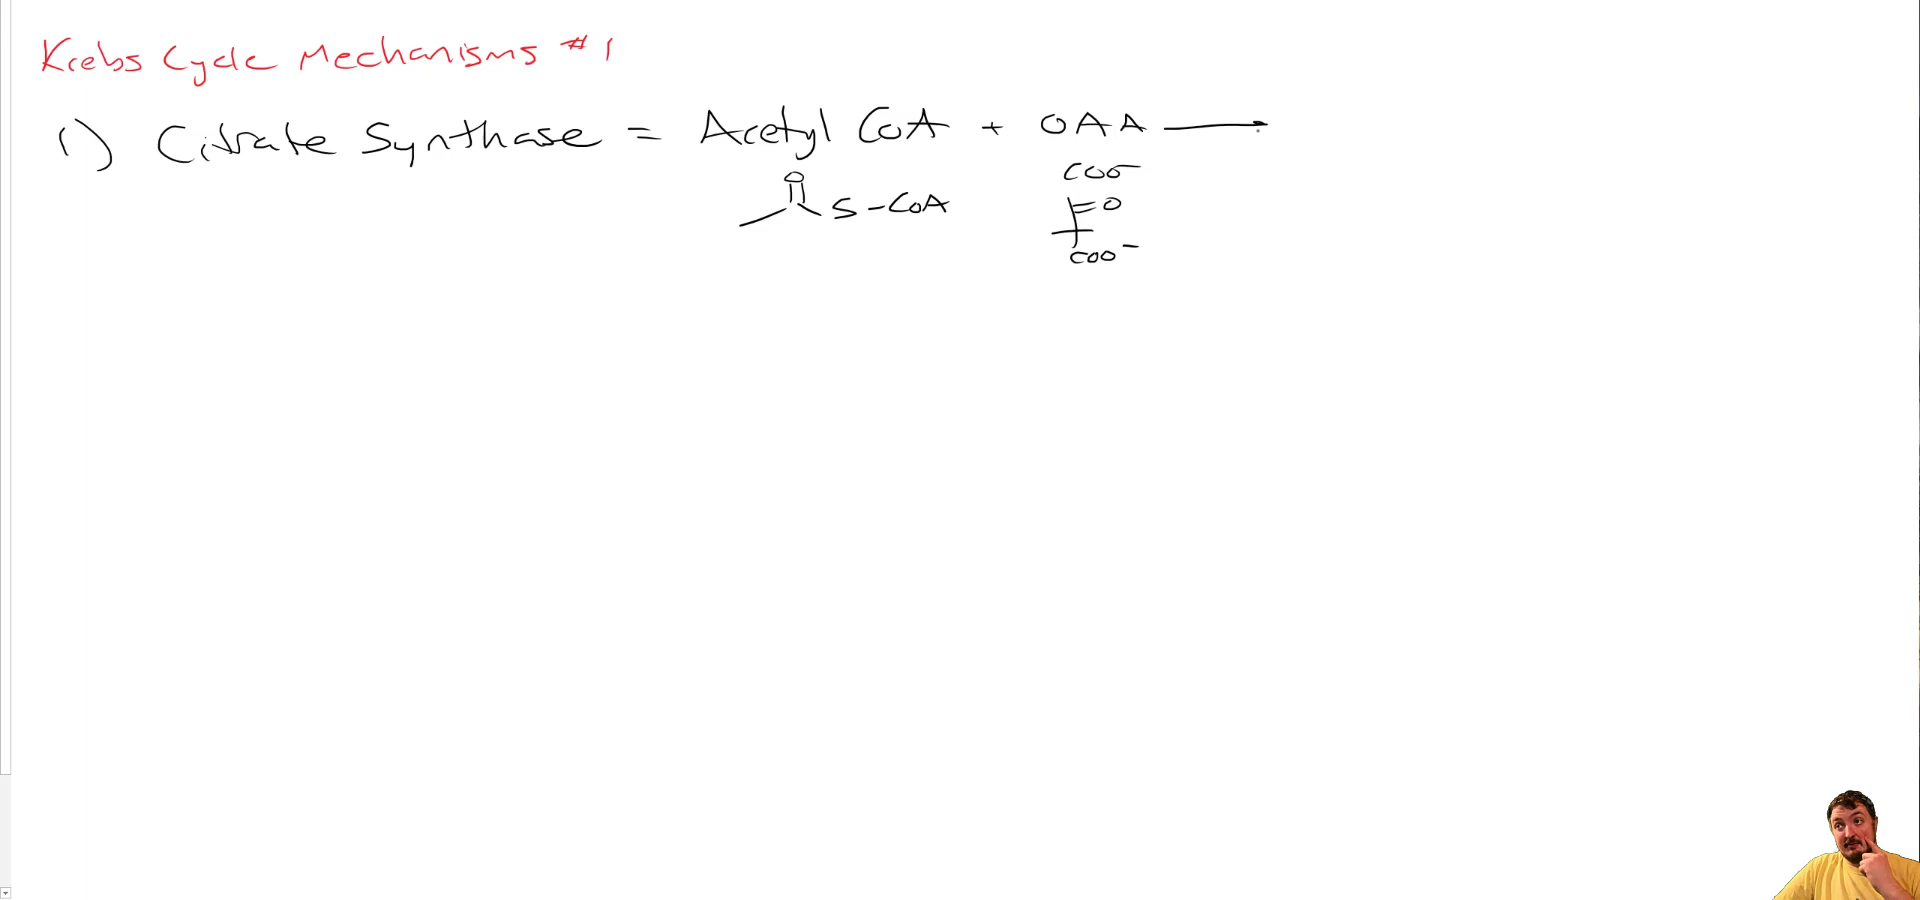 Krebs Cycle Mechanisms #1
1) Citrate Synthase = Acetyl CoA + OAA →
COO⁻
O S-CoA =O
COO⁻